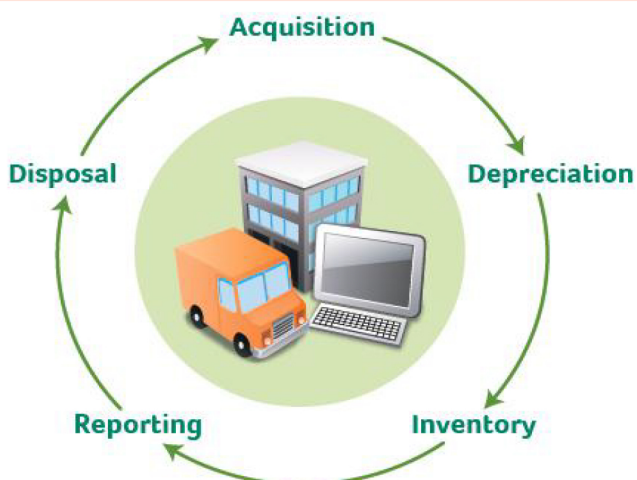 Acquisition
Depreciation
Inventory
Reporting
Disposal